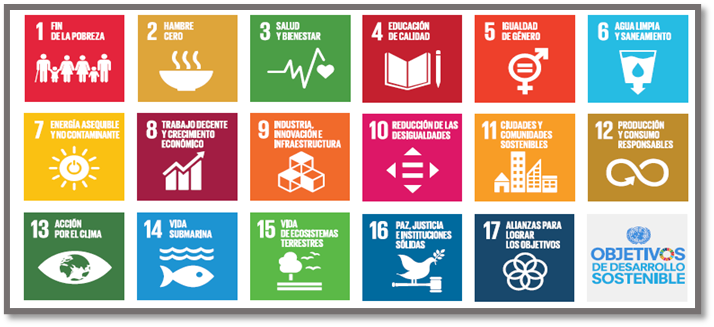 1 FIN
DE LA POBREZA
2 HAMBRE
CERO
3 SALUD
Y BIENESTAR
4 EDUCACIÓN
DE CALIDAD
5 IGUALDAD
DE GÉNERO
6 AGUA LIMPIA
Y SANEAMIENTO
7 ENERGÍA ASEQUIBLE
Y NO CONTAMINANTE
8 TRABAJO DECENTE
Y CRECIMIENTO
ECONÓMICO
9 INDUSTRIA,
INNOVACIÓN E
INFRAESTRUCTURA
10 REDUCCIÓN DE LAS
DESIGUALDADES
11 CIUDADES Y
COMUNIDADES
SOSTENIBLES
12 PRODUCCIÓN
Y CONSUMO
RESPONSABLES
13 ACCIÓN
POR EL CLIMA
14 VIDA
SUBMARINA
15 VIDA
DE ECOSISTEMAS
TERRESTRES
16 PAZ, JUSTICIA
E INSTITUCIONES
SÓLIDAS
17 ALIANZAS PARA
LOGRAR
LOS OBJETIVOS
OBJETIVOS
DE DESARROLLO
SOSTENIBLE